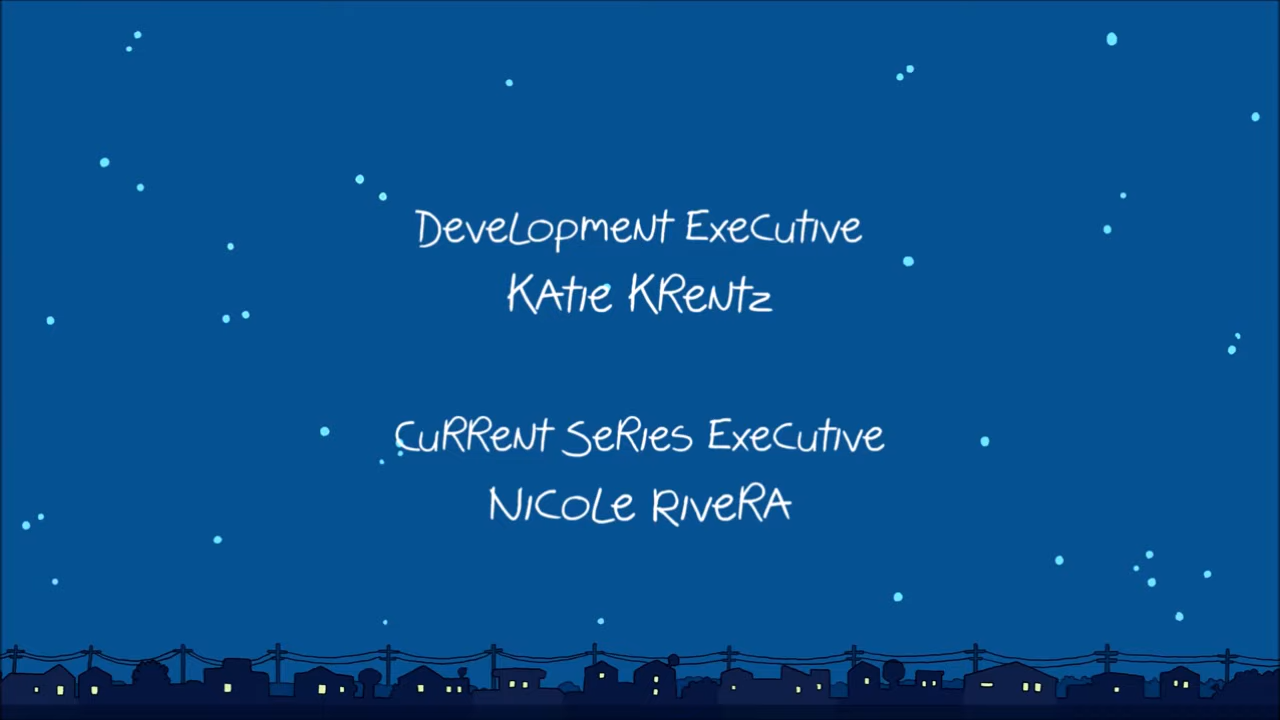 Development Executive
Katie Krentz
Current Series Executive
Nicole Rivera